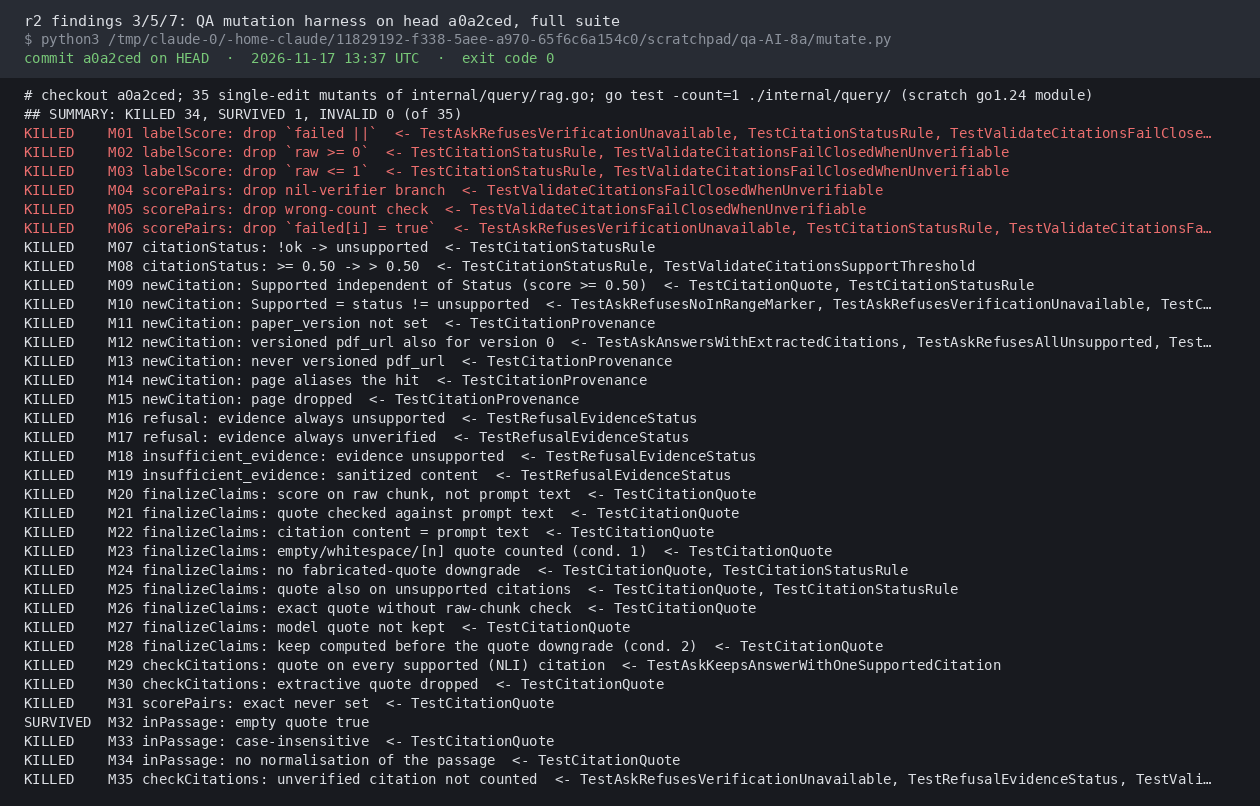 r2 findings 3/5/7: QA mutation harness on head a0a2ced, full suite
$ python3 /tmp/claude-0/-home-claude/11829192-f338-5aee-a970-65f6c6a154c0/scratchpad/qa-AI-8a/mutate.py
commit a0a2ced on HEAD · 2026-11-17 13:37 UTC · exit code 0
# checkout a0a2ced; 35 single-edit mutants of internal/query/rag.go; go test -count=1 ./internal/query/ (scratch go1.24 module)
## SUMMARY: KILLED 34, SURVIVED 1, INVALID 0 (of 35)
KILLED    M01 labelScore: drop `failed ||`  <- TestAskRefusesVerificationUnavailable, TestCitationStatusRule, TestValidateCitationsFailClose…
KILLED    M02 labelScore: drop `raw >= 0`  <- TestCitationStatusRule, TestValidateCitationsFailClosedWhenUnverifiable
KILLED    M03 labelScore: drop `raw <= 1`  <- TestCitationStatusRule, TestValidateCitationsFailClosedWhenUnverifiable
KILLED    M04 scorePairs: drop nil-verifier branch  <- TestValidateCitationsFailClosedWhenUnverifiable
KILLED    M05 scorePairs: drop wrong-count check  <- TestValidateCitationsFailClosedWhenUnverifiable
KILLED    M06 scorePairs: drop `failed[i] = true`  <- TestAskRefusesVerificationUnavailable, TestCitationStatusRule, TestValidateCitationsFa…
KILLED    M07 citationStatus: !ok -> unsupported  <- TestCitationStatusRule
KILLED    M08 citationStatus: >= 0.50 -> > 0.50  <- TestCitationStatusRule, TestValidateCitationsSupportThreshold
KILLED    M09 newCitation: Supported independent of Status (score >= 0.50)  <- TestCitationQuote, TestCitationStatusRule
KILLED    M10 newCitation: Supported = status != unsupported  <- TestAskRefusesNoInRangeMarker, TestAskRefusesVerificationUnavailable, TestC…
KILLED    M11 newCitation: paper_version not set  <- TestCitationProvenance
KILLED    M12 newCitation: versioned pdf_url also for version 0  <- TestAskAnswersWithExtractedCitations, TestAskRefusesAllUnsupported, Test…
KILLED    M13 newCitation: never versioned pdf_url  <- TestCitationProvenance
KILLED    M14 newCitation: page aliases the hit  <- TestCitationProvenance
KILLED    M15 newCitation: page dropped  <- TestCitationProvenance
KILLED    M16 refusal: evidence always unsupported  <- TestRefusalEvidenceStatus
KILLED    M17 refusal: evidence always unverified  <- TestRefusalEvidenceStatus
KILLED    M18 insufficient_evidence: evidence unsupported  <- TestRefusalEvidenceStatus
KILLED    M19 insufficient_evidence: sanitized content  <- TestRefusalEvidenceStatus
KILLED    M20 finalizeClaims: score on raw chunk, not prompt text  <- TestCitationQuote
KILLED    M21 finalizeClaims: quote checked against prompt text  <- TestCitationQuote
KILLED    M22 finalizeClaims: citation content = prompt text  <- TestCitationQuote
KILLED    M23 finalizeClaims: empty/whitespace/[n] quote counted (cond. 1)  <- TestCitationQuote
KILLED    M24 finalizeClaims: no fabricated-quote downgrade  <- TestCitationQuote, TestCitationStatusRule
KILLED    M25 finalizeClaims: quote also on unsupported citations  <- TestCitationQuote, TestCitationStatusRule
KILLED    M26 finalizeClaims: exact quote without raw-chunk check  <- TestCitationQuote
KILLED    M27 finalizeClaims: model quote not kept  <- TestCitationQuote
KILLED    M28 finalizeClaims: keep computed before the quote downgrade (cond. 2)  <- TestCitationQuote
KILLED    M29 checkCitations: quote on every supported (NLI) citation  <- TestAskKeepsAnswerWithOneSupportedCitation
KILLED    M30 checkCitations: extractive quote dropped  <- TestCitationQuote
KILLED    M31 scorePairs: exact never set  <- TestCitationQuote
SURVIVED  M32 inPassage: empty quote true
KILLED    M33 inPassage: case-insensitive  <- TestCitationQuote
KILLED    M34 inPassage: no normalisation of the passage  <- TestCitationQuote
KILLED    M35 checkCitations: unverified citation not counted  <- TestAskRefusesVerificationUnavailable, TestRefusalEvidenceStatus, TestVali…